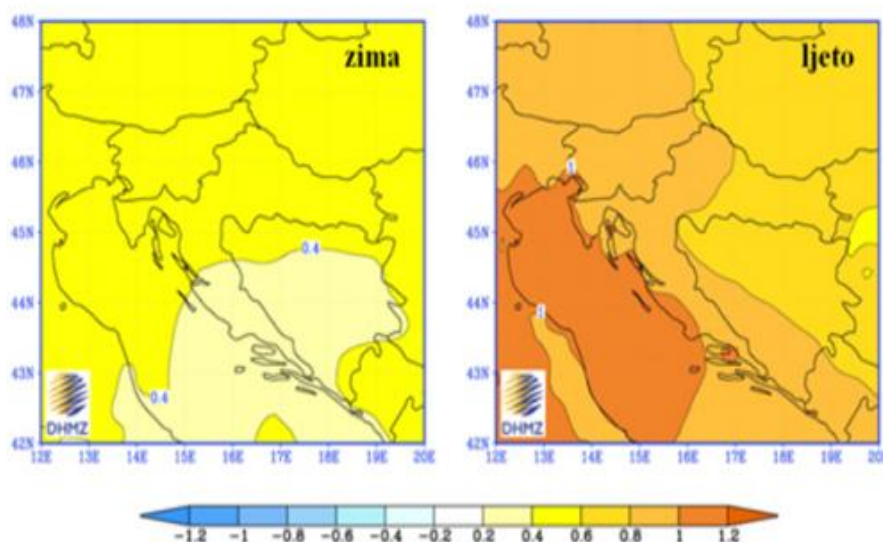 zima
ljeto
48N
47N
46N
45N
44N
43N
42N
0.4
0.4
DHMZ
12E 13E 14E 15E 16E 17E 18E 19E 20E
48N
47N
46N
45N
44N
43N
42N
1
1
DHMZ
12E 13E 14E 15E 16E 17E 18E 19E 20
-1.2 -1 -0.8 -0.6 -0.4 -0.2 0.2 0.4 0.6 0.8 1 1.2